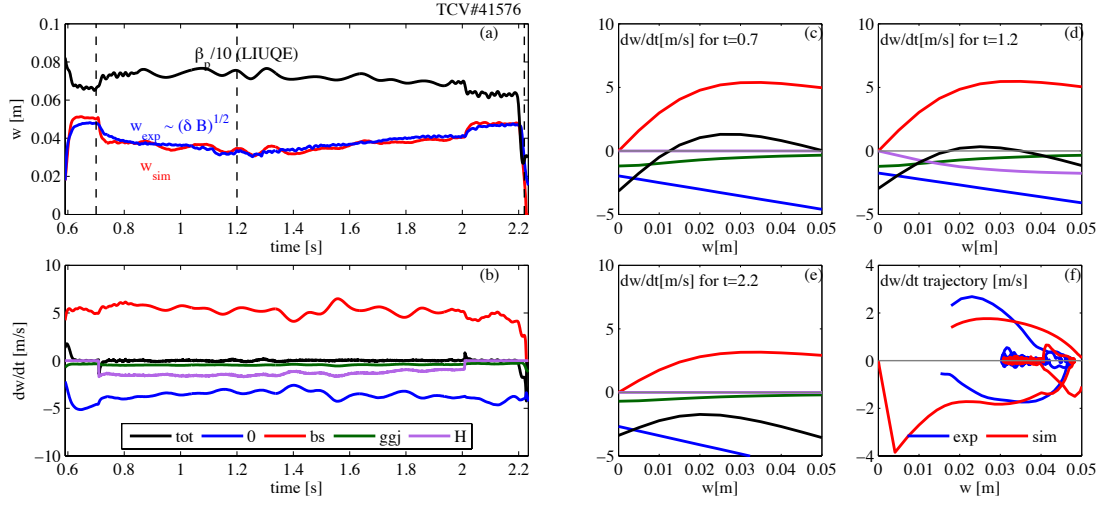 TCV#41576
(a)
β_p/10 (LIUQE)
w_exp ~ (δ B)^1/2
w_sim
w [m]
0.1
0.08
0.06
0.04
0.02
0
0.6 0.8 1 1.2 1.4 1.6 1.8 2 2.2
time [s]
(b)
dw/dt [m/s]
10
5
0
−5
−10
tot 0 bs ggj H
0.6 0.8 1 1.2 1.4 1.6 1.8 2 2.2
time [s]
(c)
dw/dt[m/s] for t=0.7
10
5
0
−5
0 0.01 0.02 0.03 0.04 0.05
w[m]
(d)
dw/dt[m/s] for t=1.2
10
5
0
−5
0 0.01 0.02 0.03 0.04 0.05
w[m]
(e)
dw/dt[m/s] for t=2.2
10
5
0
−5
0 0.01 0.02 0.03 0.04 0.05
w[m]
(f)
dw/dt trajectory [m/s]
4
2
0
−2
−4
exp sim
0 0.01 0.02 0.03 0.04 0.05
w [m]